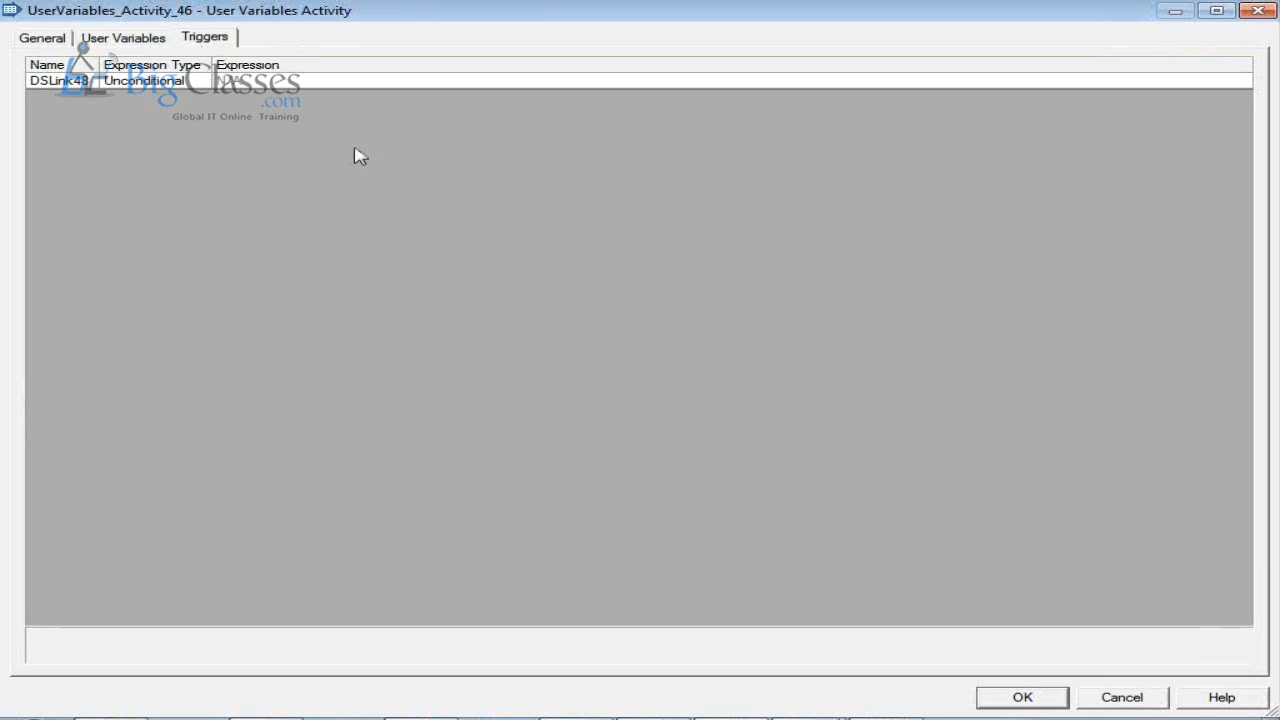 UserVariables_Activity_46 - User Variables Activity
General User Variables Triggers
Name Expression Type Expression
DSLink48 Unconditional N/A
BigClasses
.com
Global IT Online Training
OK Cancel Help